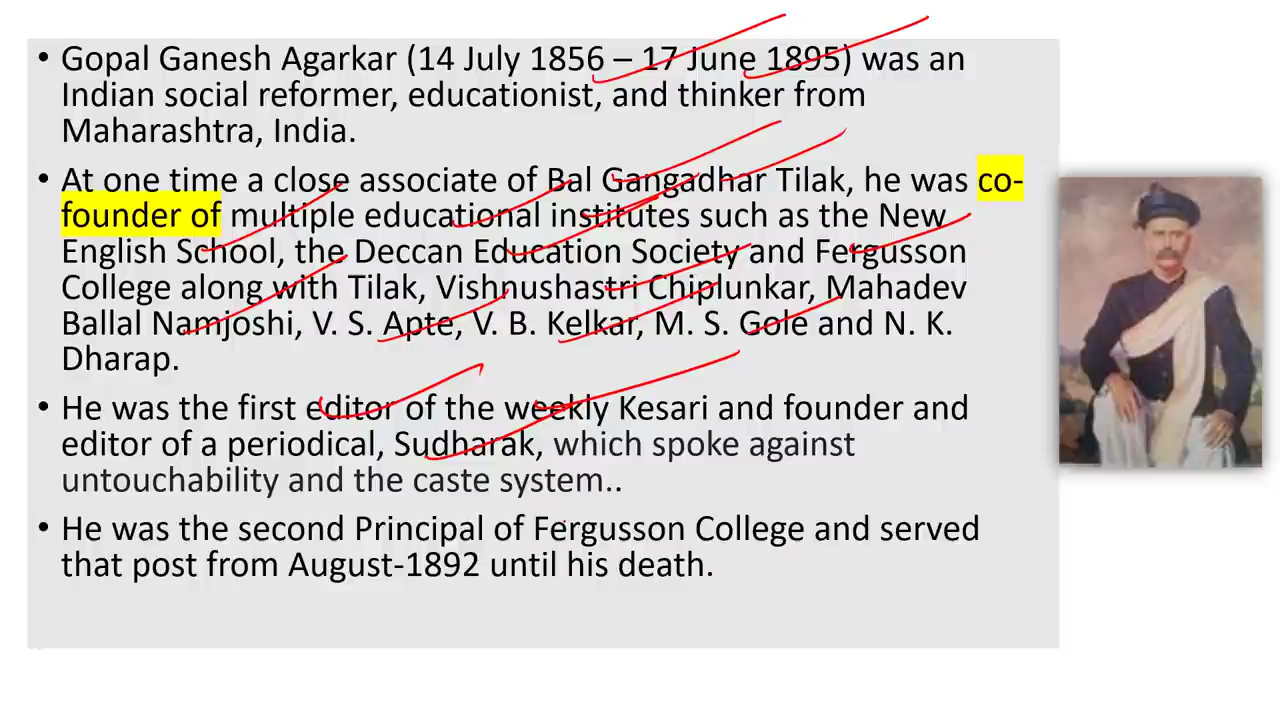 • Gopal Ganesh Agarkar (14 July 1856 – 17 June 1895) was an
Indian social reformer, educationist, and thinker from
Maharashtra, India.
• At one time a close associate of Bal Gangadhar Tilak, he was co-
founder of multiple educational institutes such as the New
English School, the Deccan Education Society and Fergusson
College along with Tilak, Vishnushastri Chiplunkar, Mahadev
Ballal Namjoshi, V. S. Apte, V. B. Kelkar, M. S. Gole and N. K.
Dharap.
• He was the first editor of the weekly Kesari and founder and
editor of a periodical, Sudharak, which spoke against
untouchability and the caste system..
• He was the second Principal of Fergusson College and served
that post from August-1892 until his death.